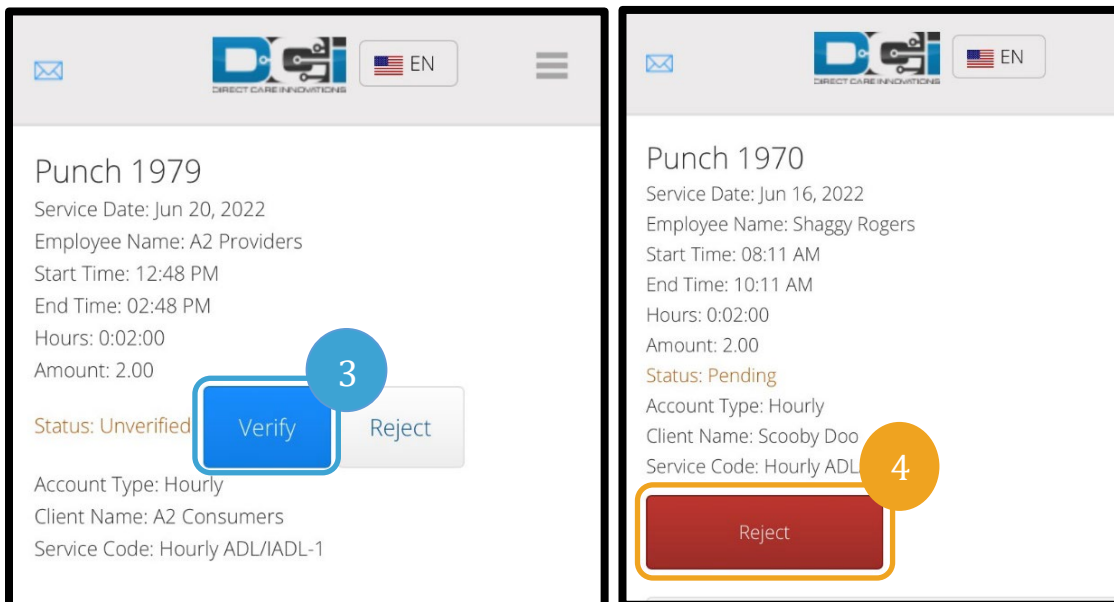 DCi
DIRECT CARE INNOVATIONS
EN
Punch 1979
Service Date: Jun 20, 2022
Employee Name: A2 Providers
Start Time: 12:48 PM
End Time: 02:48 PM
Hours: 0:02:00
Amount: 2.00
3
Status: Unverified Verify Reject
Account Type: Hourly
Client Name: A2 Consumers
Service Code: Hourly ADL/IADL-1
DCi
DIRECT CARE INNOVATIONS
EN
Punch 1970
Service Date: Jun 16, 2022
Employee Name: Shaggy Rogers
Start Time: 08:11 AM
End Time: 10:11 AM
Hours: 0:02:00
Amount: 2.00
Status: Pending
Account Type: Hourly
Client Name: Scooby Doo
Service Code: Hourly ADL
4
Reject